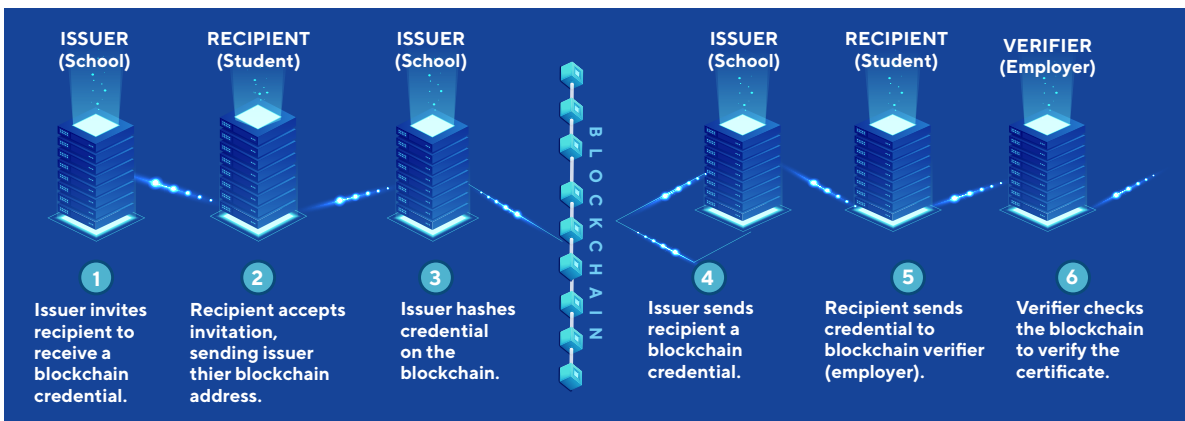 ISSUER
(School)
RECIPIENT
(Student)
ISSUER
(School)
BLOCKCHAIN
ISSUER
(School)
RECIPIENT
(Student)
VERIFIER
(Employer)
1
Issuer invites
recipient to
receive a
blockchain
credential.
2
Recipient accepts
invitation,
sending issuer
thier blockchain
address.
3
Issuer hashes
credential
on the
blockchain.
4
Issuer sends
recipient a
blockchain
credential.
5
Recipient sends
credential to
blockchain verifier
(employer).
6
Verifier checks
the blockchain
to verify the
certificate.